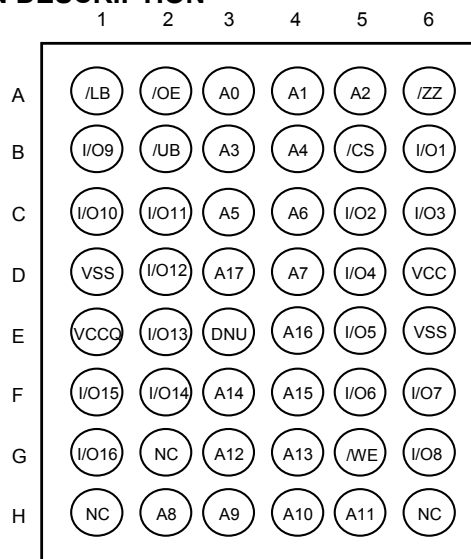 1 2 3 4 5 6
A /LB /OE A0 A1 A2 /ZZ
B I/O9 /UB A3 A4 /CS I/O1
C I/O10 I/O11 A5 A6 I/O2 I/O3
D VSS I/O12 A17 A7 I/O4 VCC
E VCCQ I/O13 DNU A16 I/O5 VSS
F I/O15 I/O14 A14 A15 I/O6 I/O7
G I/O16 NC A12 A13 /WE I/O8
H NC A8 A9 A10 A11 NC